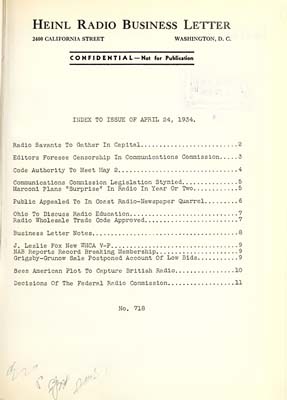 HEINL RADIO BUSINESS LETTER
2400 CALIFORNIA STREET WASHINGTON, D. C.
CONFIDENTIAL—Not for Publication
INDEX TO ISSUE OF APRIL 24, 1934.
Radio Savants To Gather In Capital.......................2
Editors Foresee Censorship In Communications Commission.....3
Code Authority To Meet May 2.............................4
Communications Commission Legislation Stymied.............5
Marconi Plans "Surprise" In Radio In Year Or Two...........5
Public Appealed To In Coast Radio-Newspaper Quarrel........6
Ohio To Discuss Radio Education..........................7
Radio Wholesale Trade Code Approved......................7
Business Letter Notes....................................8
J. Leslie Fox New WMCA V-P...............................9
NAB Reports Record Breaking Membership...................9
Grigsby-Grunow Sale Postponed Account Of Low Bids..........9
Sees American Plot To Capture British Radio...............10
Decisions Of The Federal Radio Commission.................11
No. 718